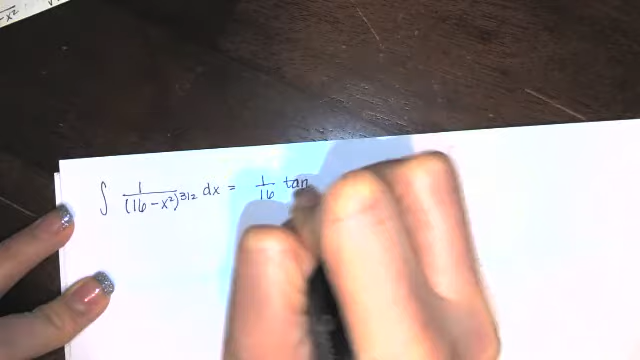 ∫ 1/(16 - x²)^3/2 dx = 1/16 tan